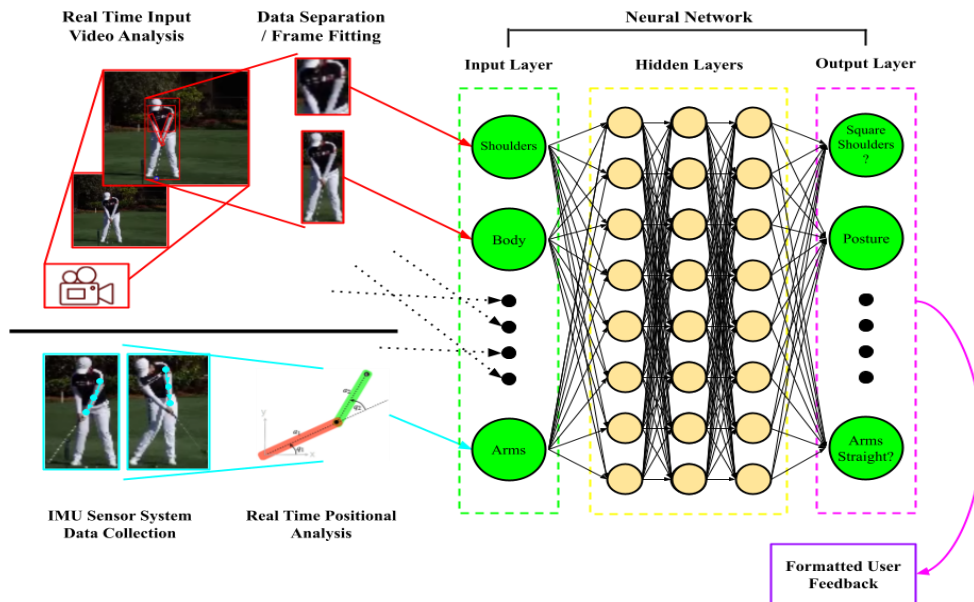 Real Time Input
Video Analysis
Data Separation
/ Frame Fitting
Neural Network
Input Layer
Hidden Layers
Output Layer
Shoulders
Body
Arms
Square
Shoulders
?
Posture
Arms
Straight?
y
x
IMU Sensor System
Data Collection
Real Time Positional
Analysis
Formatted User
Feedback